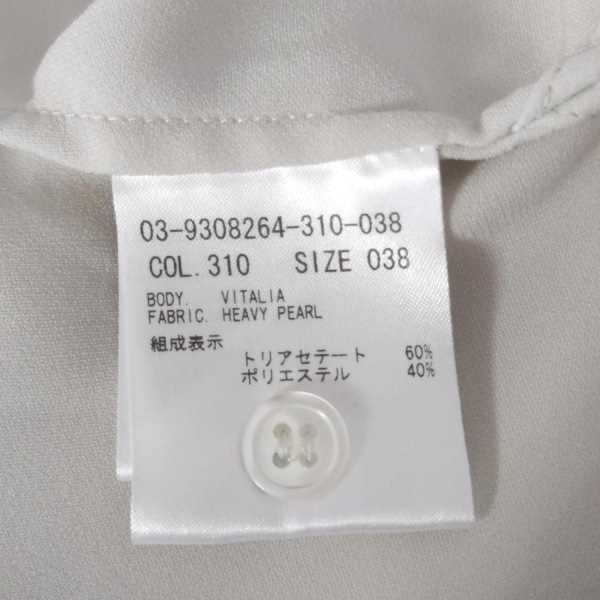 03-9308264-310-038
COL. 310 SIZE 038
BODY. VITALIA
FABRIC. HEAVY PEARL
組成表示
トリアセテート 60%
ポリエステル 40%